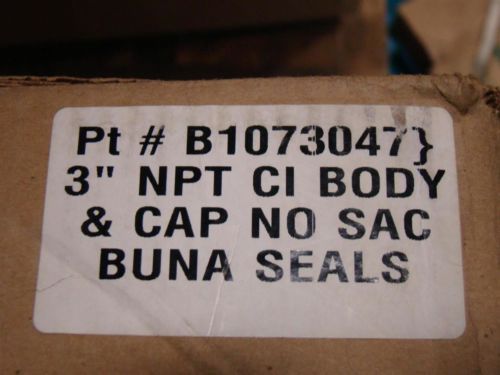 Pt # B1073047}
3" NPT CI BODY
& CAP NO SAC
BUNA SEALS